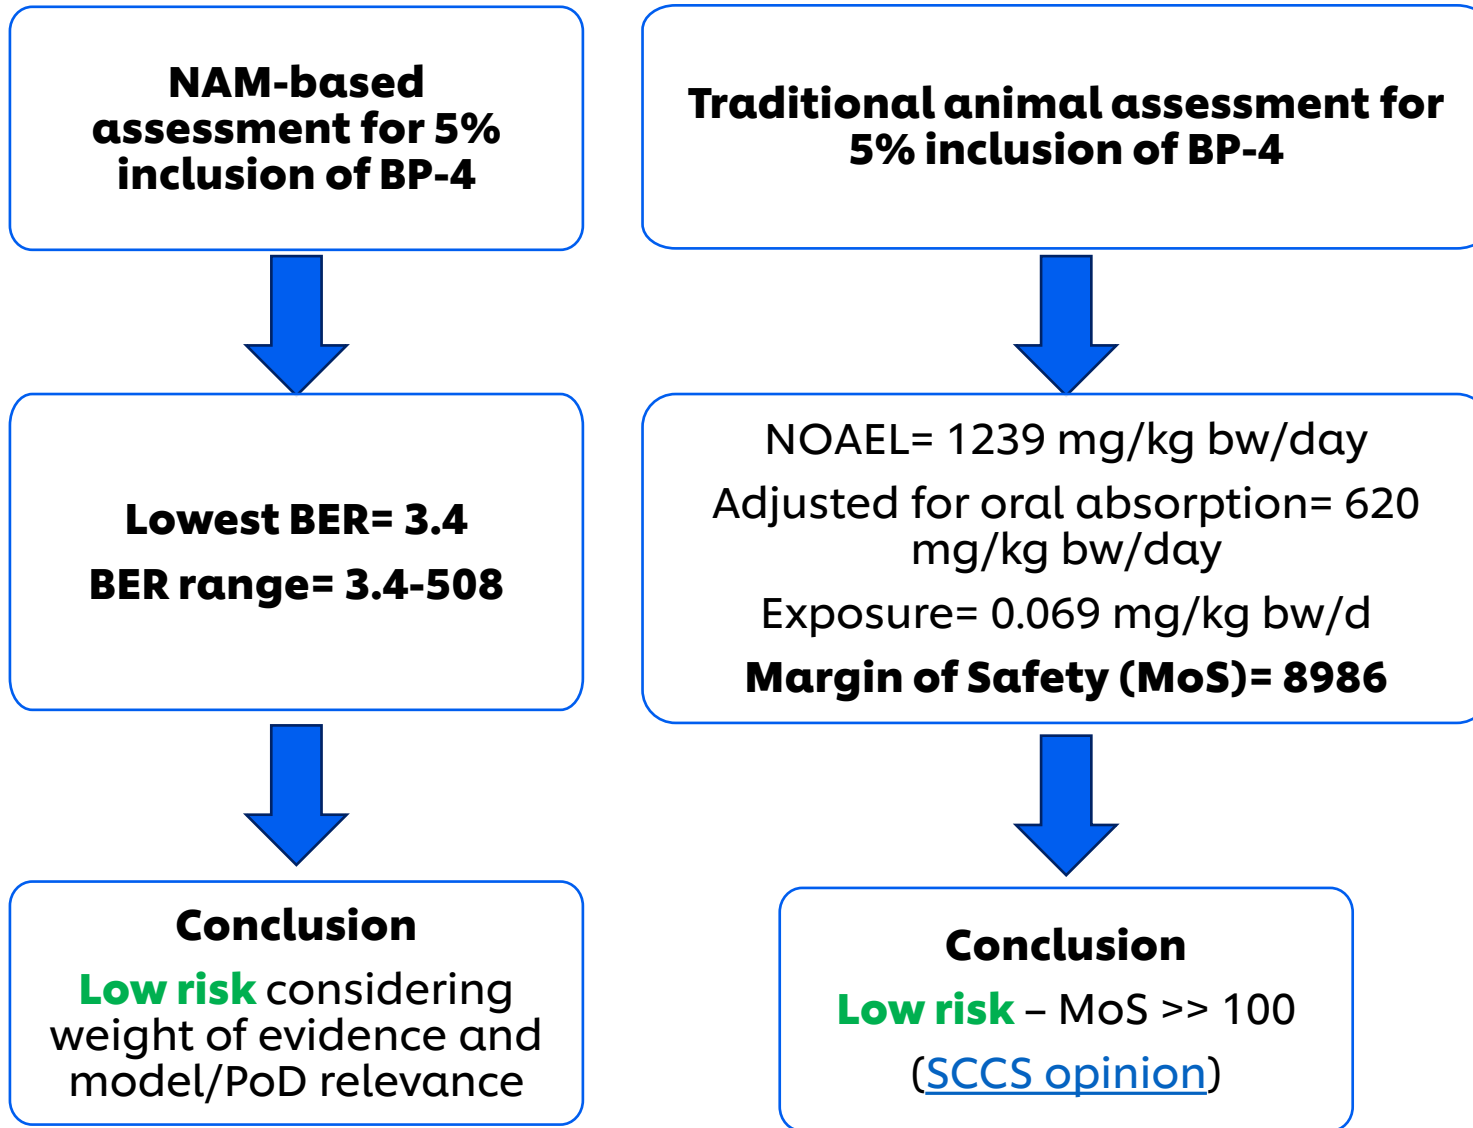 NAM-based
assessment for 5%
inclusion of BP-4
Traditional animal assessment for
5% inclusion of BP-4
Lowest BER= 3.4
BER range= 3.4-508
NOAEL= 1239 mg/kg bw/day
Adjusted for oral absorption= 620
mg/kg bw/day
Exposure= 0.069 mg/kg bw/d
Margin of Safety (MoS)= 8986
Conclusion
Low risk considering
weight of evidence and
model/PoD relevance
Conclusion
Low risk – MoS >> 100
(SCCS opinion)